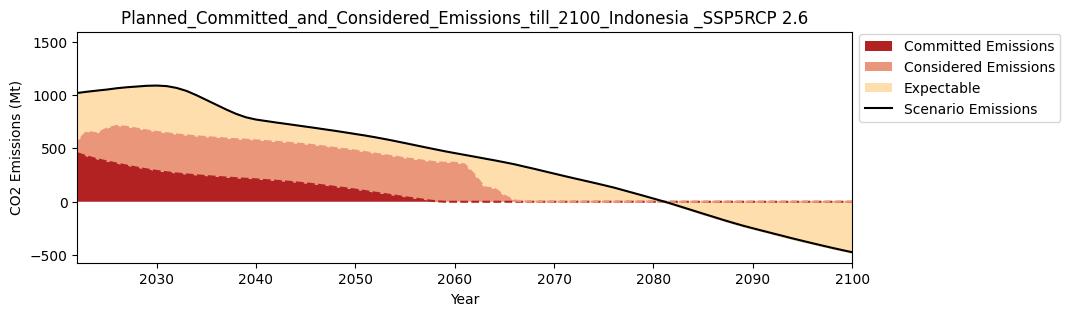 Planned_Committed_and_Considered_Emissions_till_2100_Indonesia _SSP5RCP 2.6
1500
1000
500
0
−500
CO2 Emissions (Mt)
2030
2040
2050
2060
2070
2080
2090
2100
Year
Committed Emissions
Considered Emissions
Expectable
Scenario Emissions